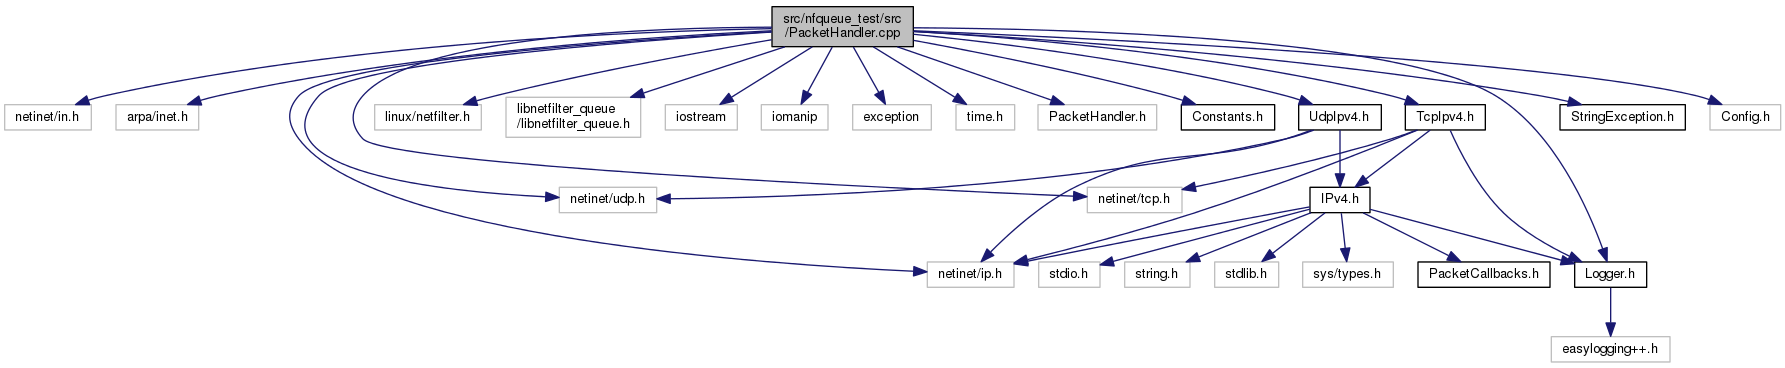 src/nfqueue_test/src
/PacketHandler.cpp
netinet/in.h
arpa/inet.h
linux/netfilter.h
libnetfilter_queue
/libnetfilter_queue.h
iostream
iomanip
exception
time.h
PacketHandler.h
Constants.h
UdpIpv4.h
TcpIpv4.h
StringException.h
Config.h
netinet/udp.h
netinet/tcp.h
IPv4.h
netinet/ip.h
stdio.h
string.h
stdlib.h
sys/types.h
PacketCallbacks.h
Logger.h
easylogging++.h